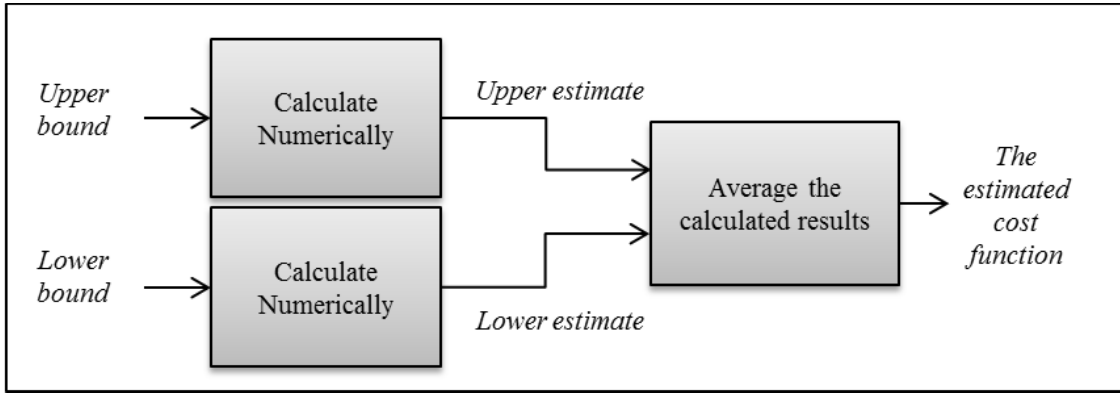 Upper
bound
Calculate
Numerically
Upper estimate
Lower
bound
Calculate
Numerically
Lower estimate
Average the
calculated results
The
estimated
cost
function